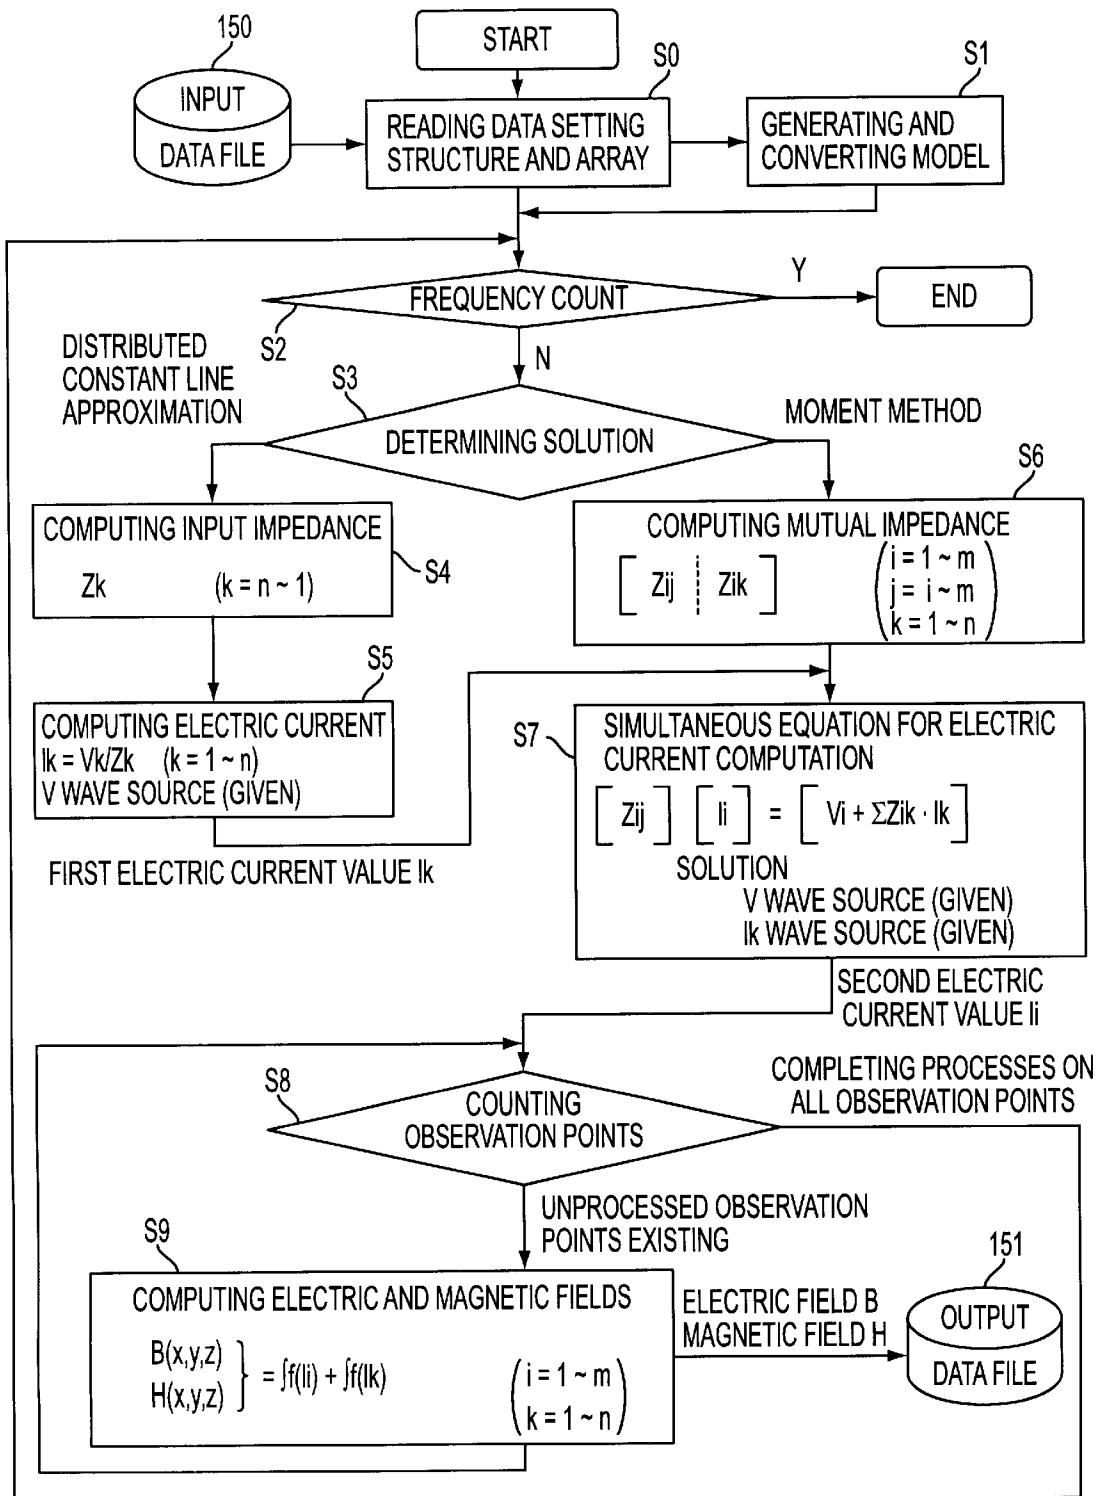 150
START
S0
S1
INPUT
DATA FILE
READING DATA SETTING
STRUCTURE AND ARRAY
GENERATING AND
CONVERTING MODEL
FREQUENCY COUNT
Y
END
S2
N
DISTRIBUTED
CONSTANT LINE
APPROXIMATION
S3
DETERMINING SOLUTION
MOMENT METHOD
S6
COMPUTING INPUT IMPEDANCE
Zk (k = n ~ 1)
S4
COMPUTING MUTUAL IMPEDANCE
[ Zij ¦ Zik ]
( i = 1 ~ m
j = i ~ m
k = 1 ~ n )
S5
COMPUTING ELECTRIC CURRENT
Ik = Vk/Zk (k = 1 ~ n)
V WAVE SOURCE (GIVEN)
FIRST ELECTRIC CURRENT VALUE Ik
S7
SIMULTANEOUS EQUATION FOR ELECTRIC
CURRENT COMPUTATION
[ Zij ] [ Ii ] = [ Vi + ΣZik · Ik ]
SOLUTION
V WAVE SOURCE (GIVEN)
Ik WAVE SOURCE (GIVEN)
SECOND ELECTRIC
CURRENT VALUE Ii
S8
COUNTING
OBSERVATION POINTS
COMPLETING PROCESSES ON
ALL OBSERVATION POINTS
UNPROCESSED OBSERVATION
POINTS EXISTING
S9
COMPUTING ELECTRIC AND MAGNETIC FIELDS
B(x,y,z)
H(x,y,z) } = ∫f(Ii) + ∫f(Ik)
( i = 1 ~ m
k = 1 ~ n )
ELECTRIC FIELD B
MAGNETIC FIELD H
151
OUTPUT
DATA FILE